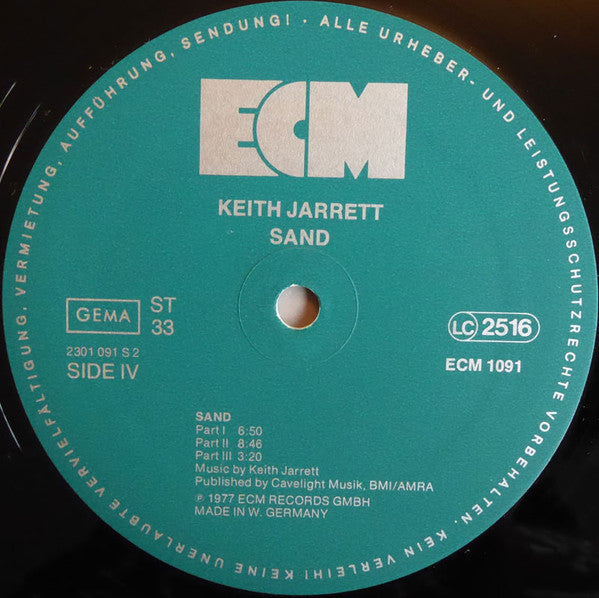 ALLE URHEBER- UND LEISTUNGSSCHUTZRECHTE VORBEHALTEN. KEIN VERLEIH! KEINE UNERLAUBTE VERVIELFÄLTIGUNG, VERMIETUNG, AUFFÜHRUNG, SENDUNG! ·
ECM
KEITH JARRETT
SAND
GEMA
ST
33
LC 2516
2301 091 S 2
SIDE IV
ECM 1091
SAND
Part I 6:50
Part II 8:46
Part III 3:20
Music by Keith Jarrett
Published by Cavelight Musik, BMI/AMRA
℗ 1977 ECM RECORDS GMBH
MADE IN W. GERMANY